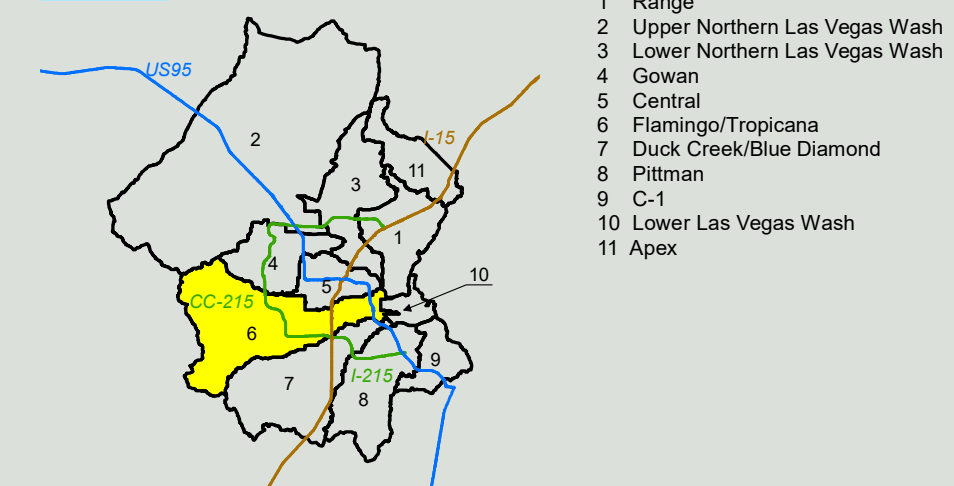 1 Range
2 Upper Northern Las Vegas Wash
3 Lower Northern Las Vegas Wash
4 Gowan
5 Central
6 Flamingo/Tropicana
7 Duck Creek/Blue Diamond
8 Pittman
9 C-1
10 Lower Las Vegas Wash
11 Apex
US95
2
I-15
11
3
1
4
10
5
CC-215
6
9
I-215
7
8